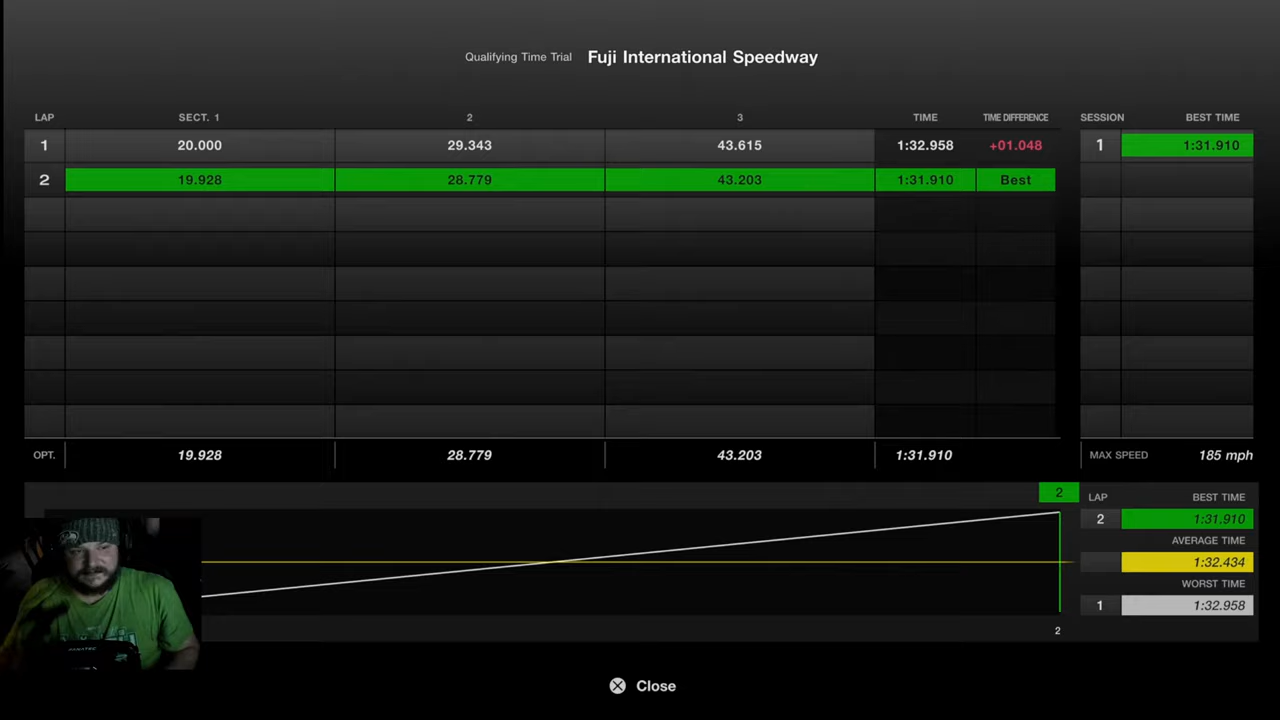 Qualifying Time Trial Fuji International Speedway
LAP SECT. 1 2 3 TIME TIME DIFFERENCE SESSION BEST TIME
1 20.000 29.343 43.615 1:32.958 +01.048 1 1:31.910
2 19.928 28.779 43.203 1:31.910 Best
OPT. 19.928 28.779 43.203 1:31.910 MAX SPEED 185 mph
2 LAP BEST TIME
2 1:31.910
AVERAGE TIME
1:32.434
WORST TIME
1 1:32.958
2
FANATEC
Close